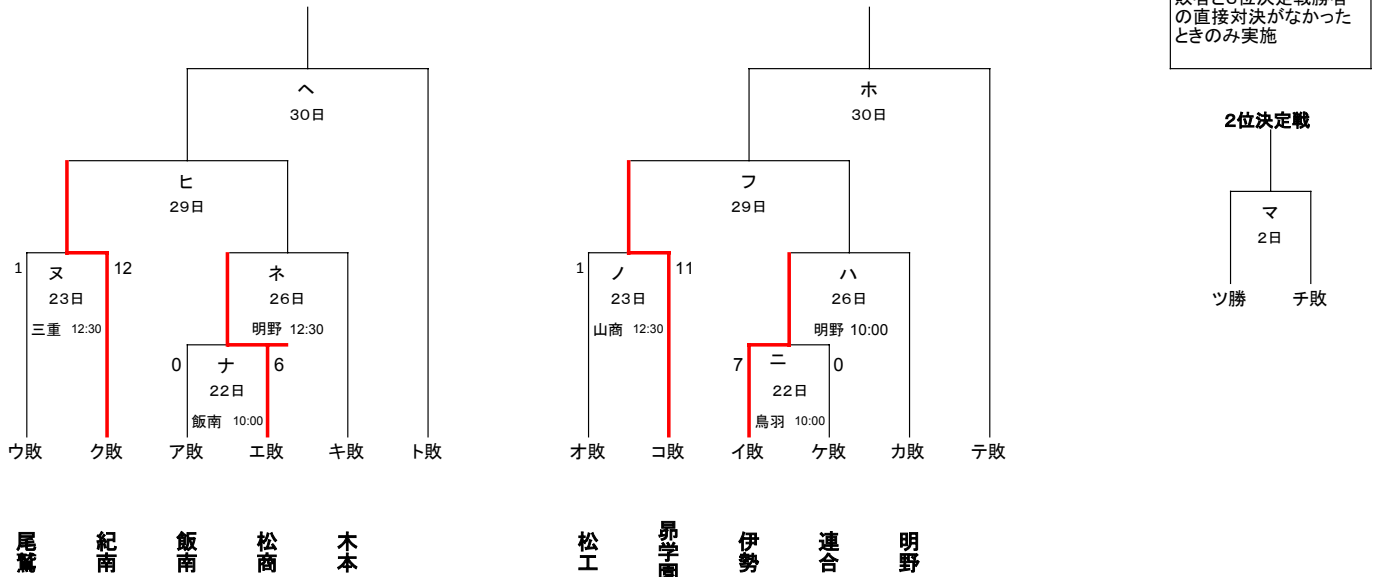 敗者と3位決定戦勝者
の直接対決がなかった
ときのみ実施
ヘ
30日
ホ
30日
2位決定戦
ヒ
29日
フ
29日
マ
2日
ツ勝 チ敗
1 ヌ 12
23日
三重 12:30
ネ
26日
明野 12:30
1 ノ 11
23日
山商 12:30
ハ
26日
明野 10:00
0 ナ 6
22日
飯南 10:00
7 ニ 0
22日
鳥羽 10:00
ウ敗 ク敗 ア敗 エ敗 キ敗 ト敗
オ敗 コ敗 イ敗 ケ敗 カ敗 テ敗
尾鷲 紀南 飯南 松商 木本
松工 昴学園 伊勢 連合 明野